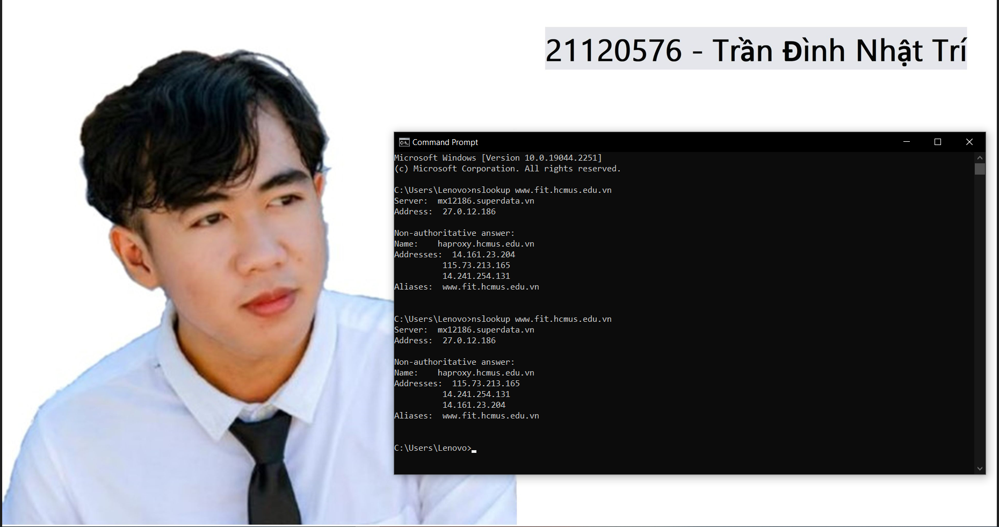 21120576 - Trần Đình Nhật Trí
Command Prompt
Microsoft Windows [Version 10.0.19044.2251]
(c) Microsoft Corporation. All rights reserved.
C:\Users\Lenovo>nslookup www.fit.hcmus.edu.vn
Server:  mx12186.superdata.vn
Address:  27.0.12.186
Non-authoritative answer:
Name:    haproxy.hcmus.edu.vn
Addresses:  14.161.23.204
115.73.213.165
14.241.254.131
Aliases:  www.fit.hcmus.edu.vn
C:\Users\Lenovo>nslookup www.fit.hcmus.edu.vn
Server:  mx12186.superdata.vn
Address:  27.0.12.186
Non-authoritative answer:
Name:    haproxy.hcmus.edu.vn
Addresses:  115.73.213.165
14.241.254.131
14.161.23.204
Aliases:  www.fit.hcmus.edu.vn
C:\Users\Lenovo>